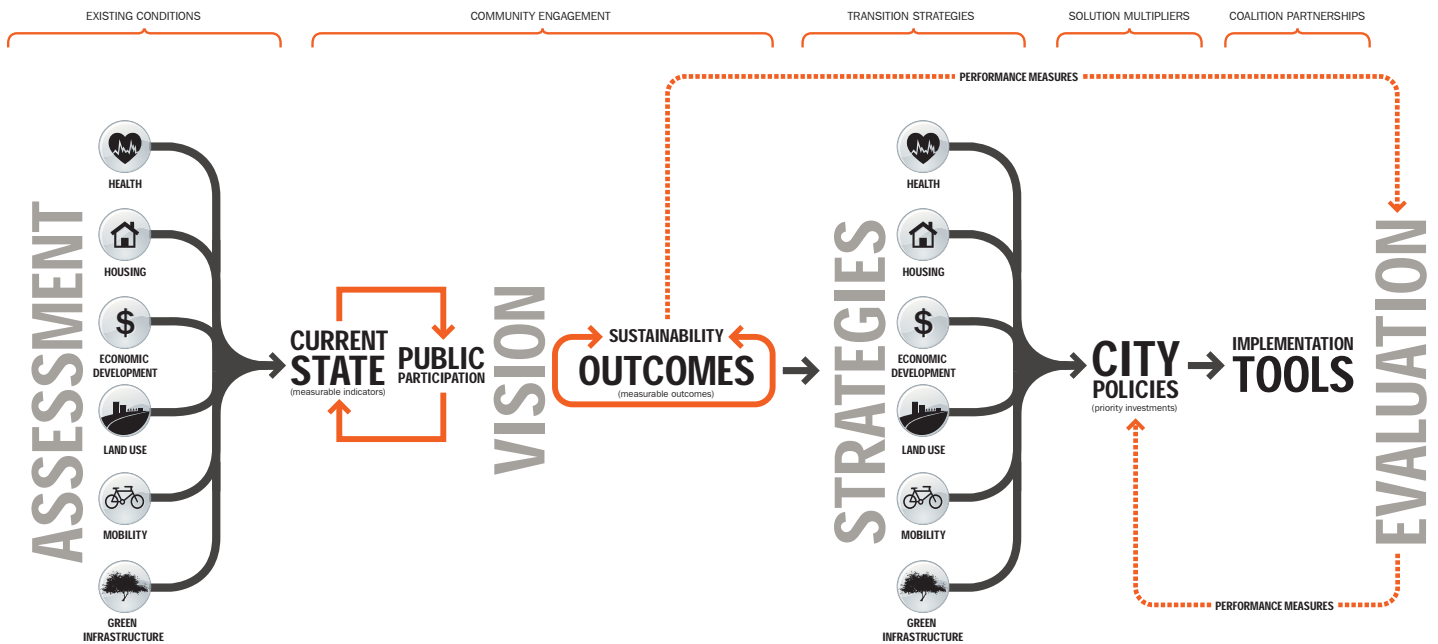 EXISTING CONDITIONS
COMMUNITY ENGAGEMENT
TRANSITION STRATEGIES
SOLUTION MULTIPLIERS
COALITION PARTNERSHIPS
PERFORMANCE MEASURES
ASSESSMENT
HEALTH
HOUSING
$
ECONOMIC
DEVELOPMENT
LAND USE
MOBILITY
GREEN
INFRASTRUCTURE
CURRENT
STATE
(measurable indicators)
PUBLIC
PARTICIPATION
VISION
SUSTAINABILITY
OUTCOMES
(measurable outcomes)
STRATEGIES
HEALTH
HOUSING
$
ECONOMIC
DEVELOPMENT
LAND USE
MOBILITY
GREEN
INFRASTRUCTURE
CITY
POLICIES
(priority investments)
IMPLEMENTATION
TOOLS
EVALUATION
PERFORMANCE MEASURES